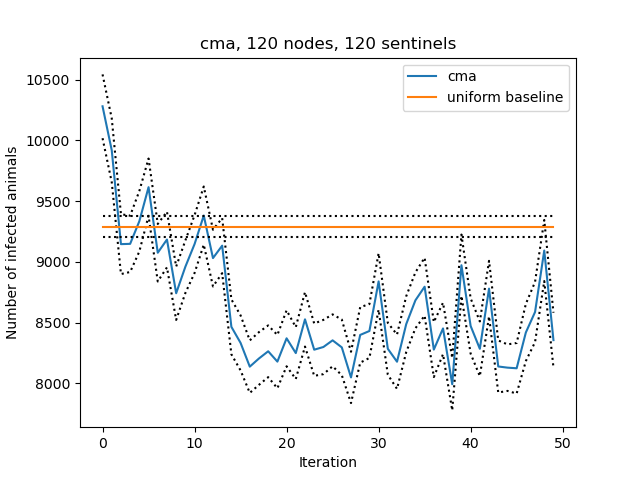 cma, 120 nodes, 120 sentinels
cma
uniform baseline
10500
10000
9500
9000
8500
8000
Number of infected animals
0
10
20
30
40
50
Iteration